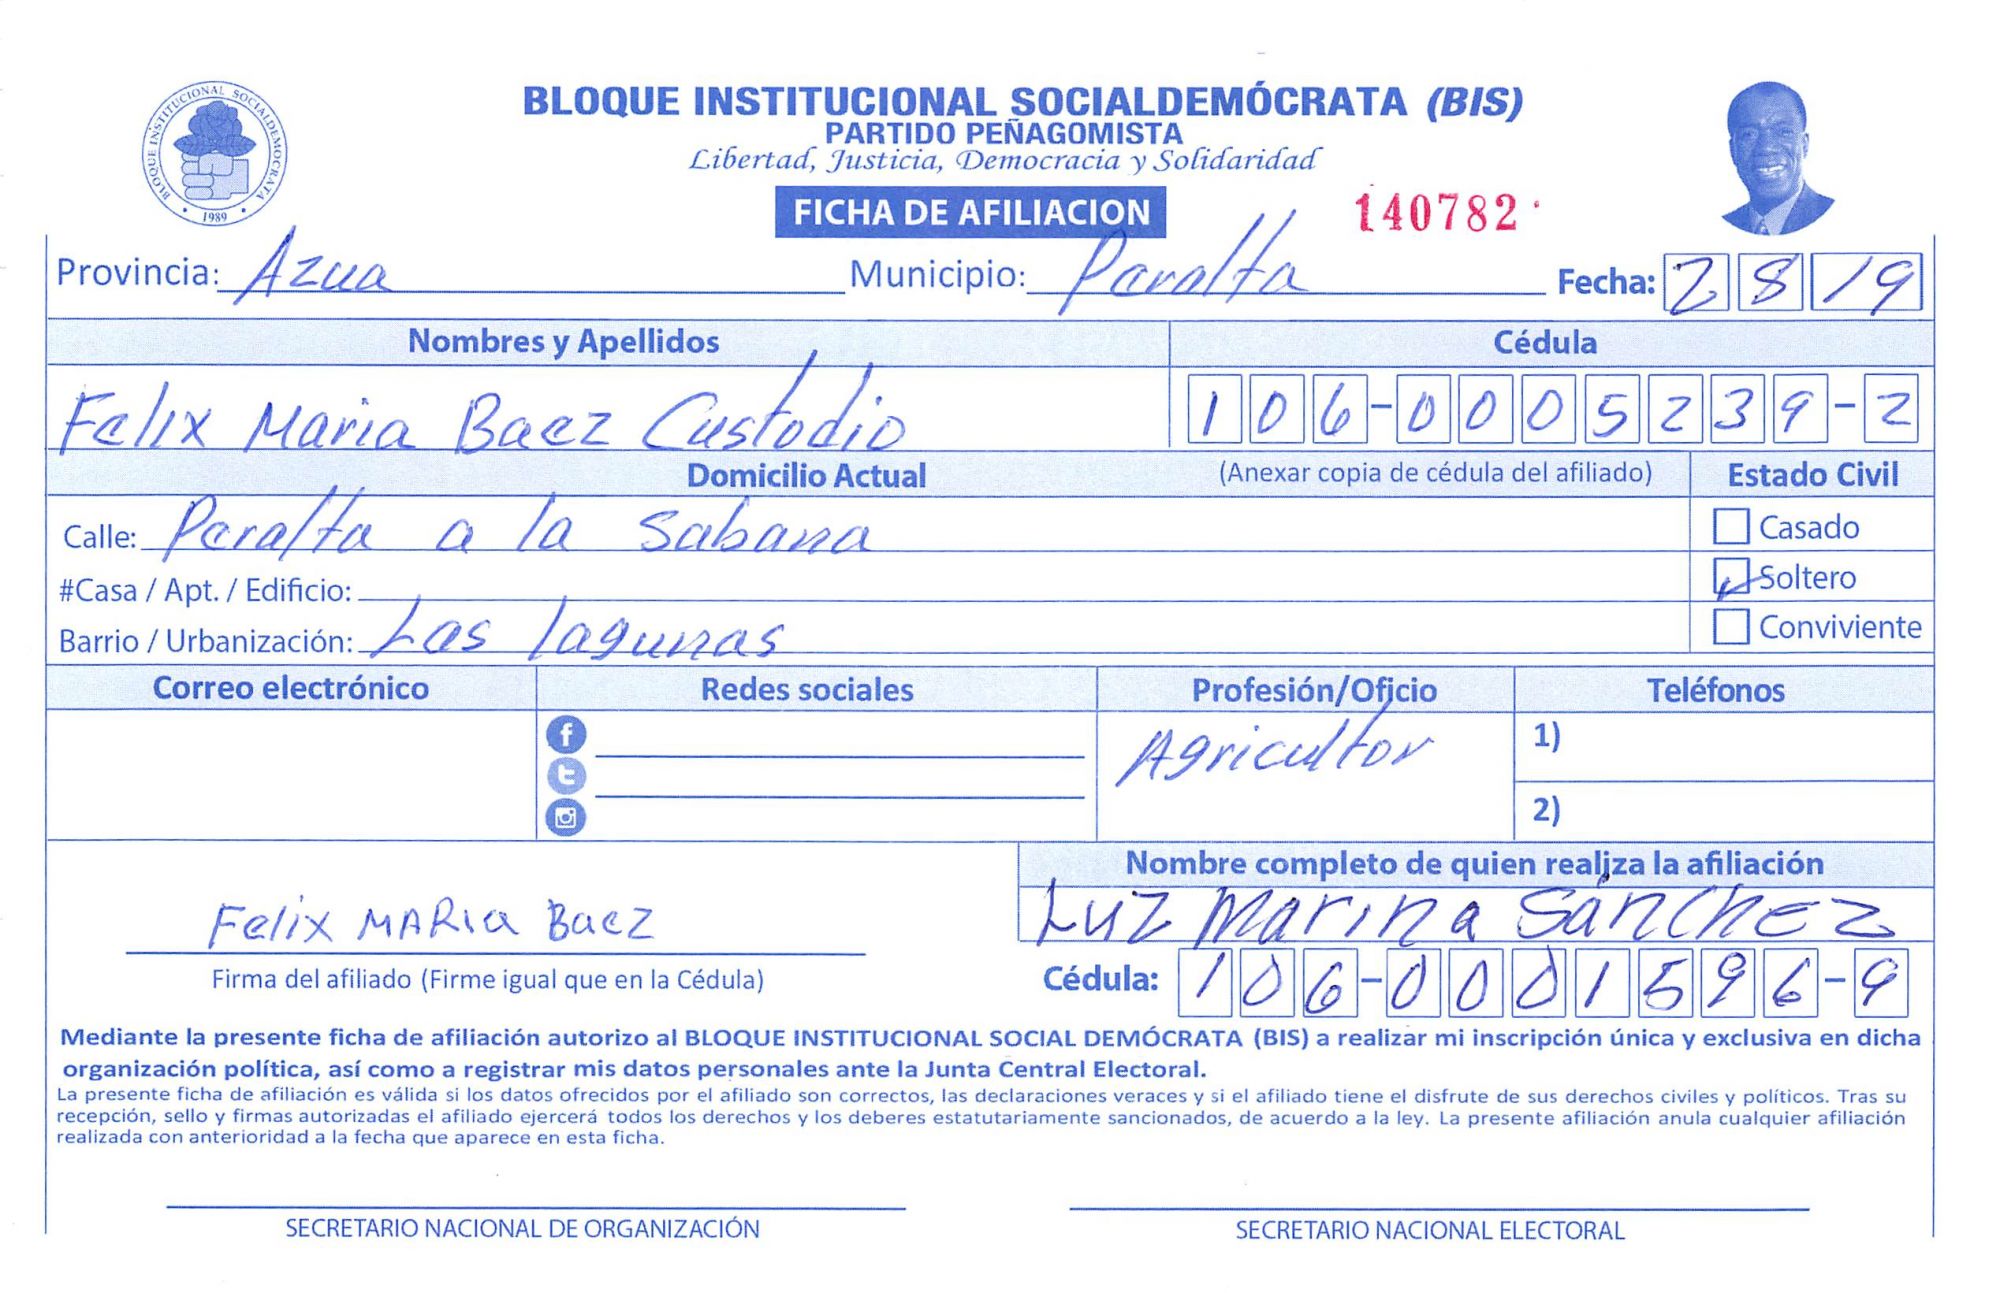 BLOQUE INSTITUCIONAL SOCIALDEMOCRATA
1989
BLOQUE INSTITUCIONAL SOCIALDEMÓCRATA (BIS)
PARTIDO PEÑAGOMISTA
Libertad, Justicia, Democracia y Solidaridad
FICHA DE AFILIACION 140782
Provincia: Azua Municipio: Peralta Fecha: 2 8 19
Nombres y Apellidos Cédula
Felix Maria Baez Custodio 106-0005239-2
Domicilio Actual (Anexar copia de cédula del afiliado) Estado Civil
Calle: Peralta a la Sabana Casado
#Casa / Apt. / Edificio: Soltero
Barrio / Urbanización: Las lagunas Conviviente
Correo electrónico Redes sociales Profesión/Oficio Teléfonos
Agricultor 1)
2)
Nombre completo de quien realiza la afiliación
Felix MARia Baez Luz Marina Sánchez
Firma del afiliado (Firme igual que en la Cédula) Cédula: 106-0001596-9
Mediante la presente ficha de afiliación autorizo al BLOQUE INSTITUCIONAL SOCIAL DEMÓCRATA (BIS) a realizar mi inscripción única y exclusiva en dicha
organización política, así como a registrar mis datos personales ante la Junta Central Electoral.
La presente ficha de afiliación es válida si los datos ofrecidos por el afiliado son correctos, las declaraciones veraces y si el afiliado tiene el disfrute de sus derechos civiles y políticos. Tras su
recepción, sello y firmas autorizadas el afiliado ejercerá todos los derechos y los deberes estatutariamente sancionados, de acuerdo a la ley. La presente afiliación anula cualquier afiliación
realizada con anterioridad a la fecha que aparece en esta ficha.
SECRETARIO NACIONAL DE ORGANIZACIÓN SECRETARIO NACIONAL ELECTORAL